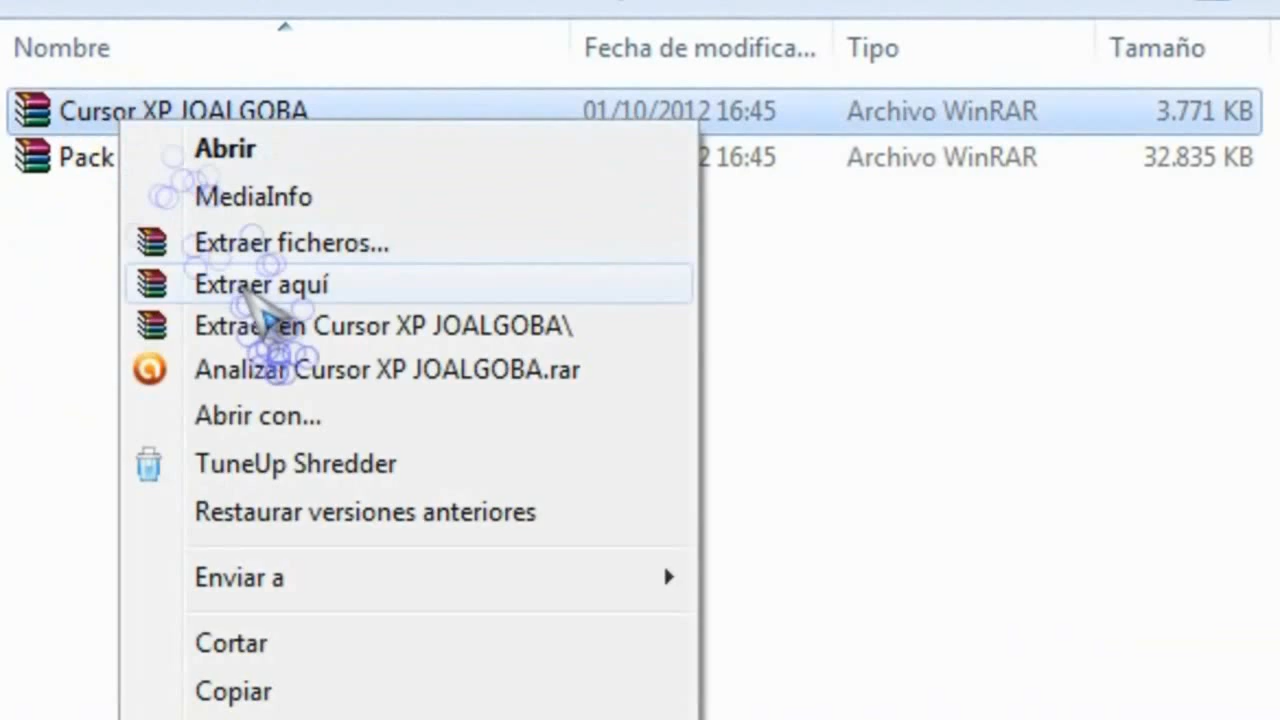 Nombre Fecha de modifica... Tipo Tamaño
Cursor XP JOALGOBA 01/10/2012 16:45 Archivo WinRAR 3.771 KB
Pack 2 16:45 Archivo WinRAR 32.835 KB
Abrir
MediaInfo
Extraer ficheros...
Extraer aquí
Extraer en Cursor XP JOALGOBA\
Analizar Cursor XP JOALGOBA.rar
Abrir con...
TuneUp Shredder
Restaurar versiones anteriores
Enviar a
Cortar
Copiar